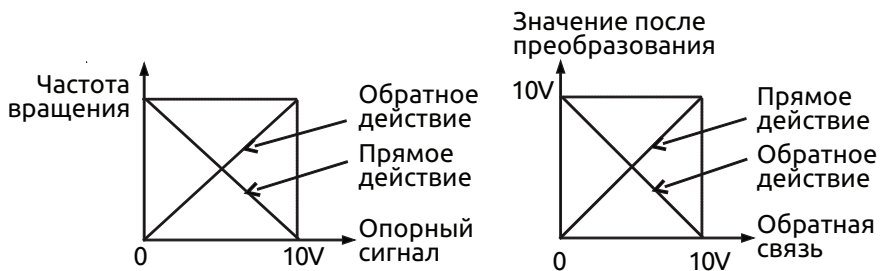 Частота
вращения
Обратное
действие
Прямое
действие
Опорный
сигнал
0
10V
Значение после
преобразования
10V
Прямое
действие
Обратное
действие
Обратная
связь
0
10V